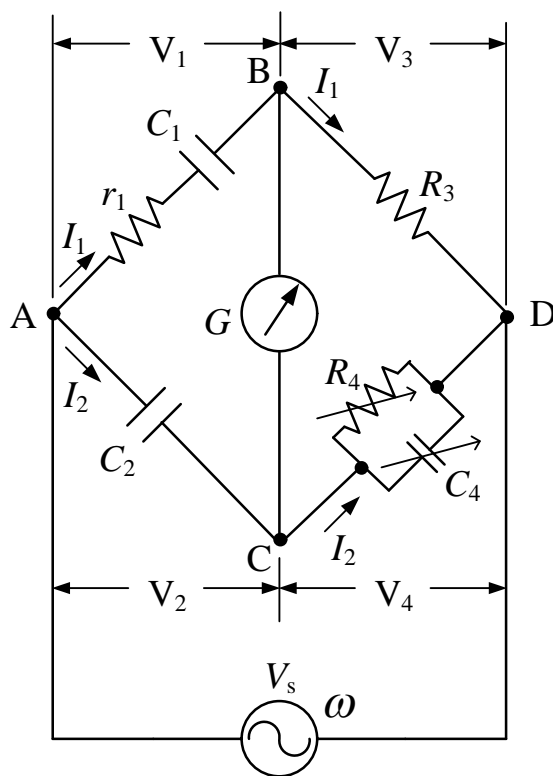 V₁ V₃
B
I₁
C₁
R₃
r₁
I₁
A G D
R₄
I₂
C₂
C₄
C I₂
V₂ V₄
Vₛ ω